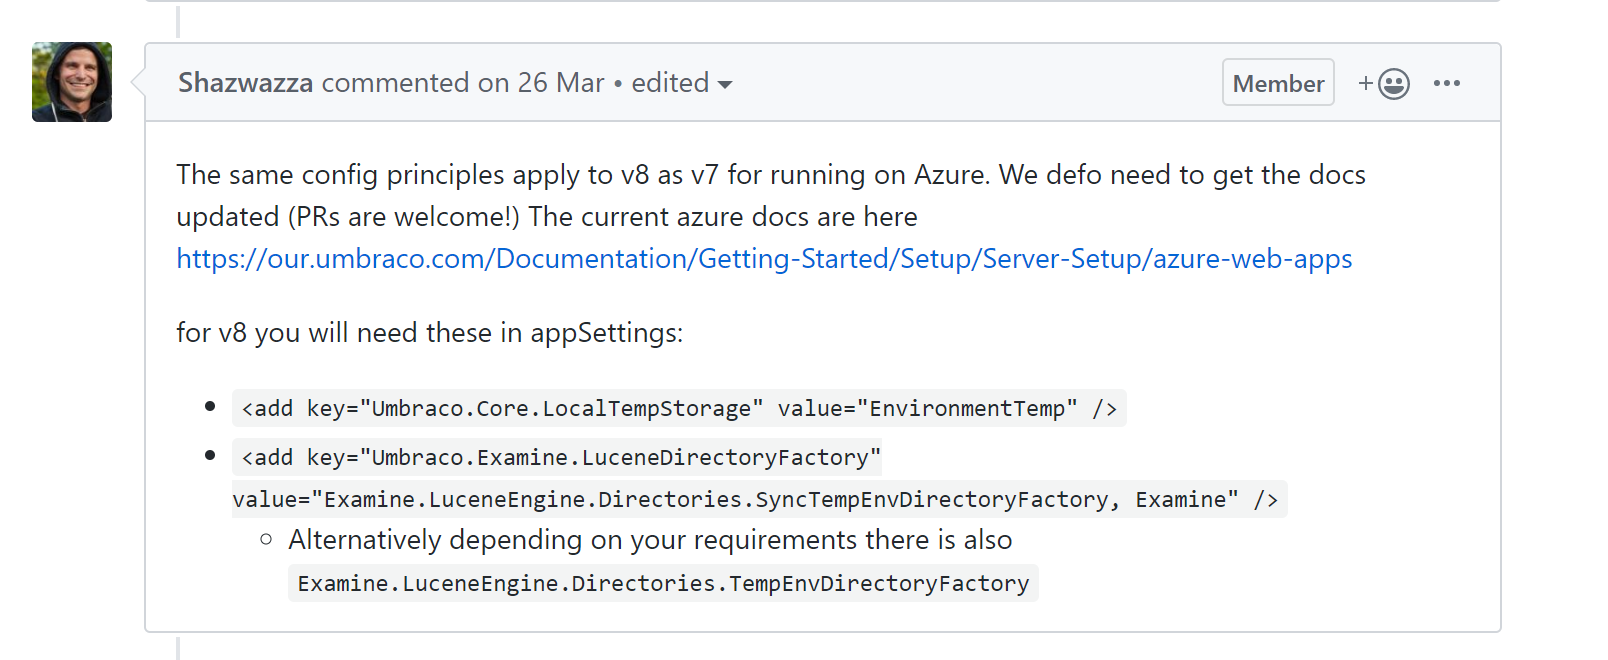 Shazwazza commented on 26 Mar • edited
Member
The same config principles apply to v8 as v7 for running on Azure. We defo need to get the docs
updated (PRs are welcome!) The current azure docs are here
https://our.umbraco.com/Documentation/Getting-Started/Setup/Server-Setup/azure-web-apps
for v8 you will need these in appSettings:
<add key="Umbraco.Core.LocalTempStorage" value="EnvironmentTemp" />
<add key="Umbraco.Examine.LuceneDirectoryFactory"
value="Examine.LuceneEngine.Directories.SyncTempEnvDirectoryFactory, Examine" />
Alternatively depending on your requirements there is also
Examine.LuceneEngine.Directories.TempEnvDirectoryFactory